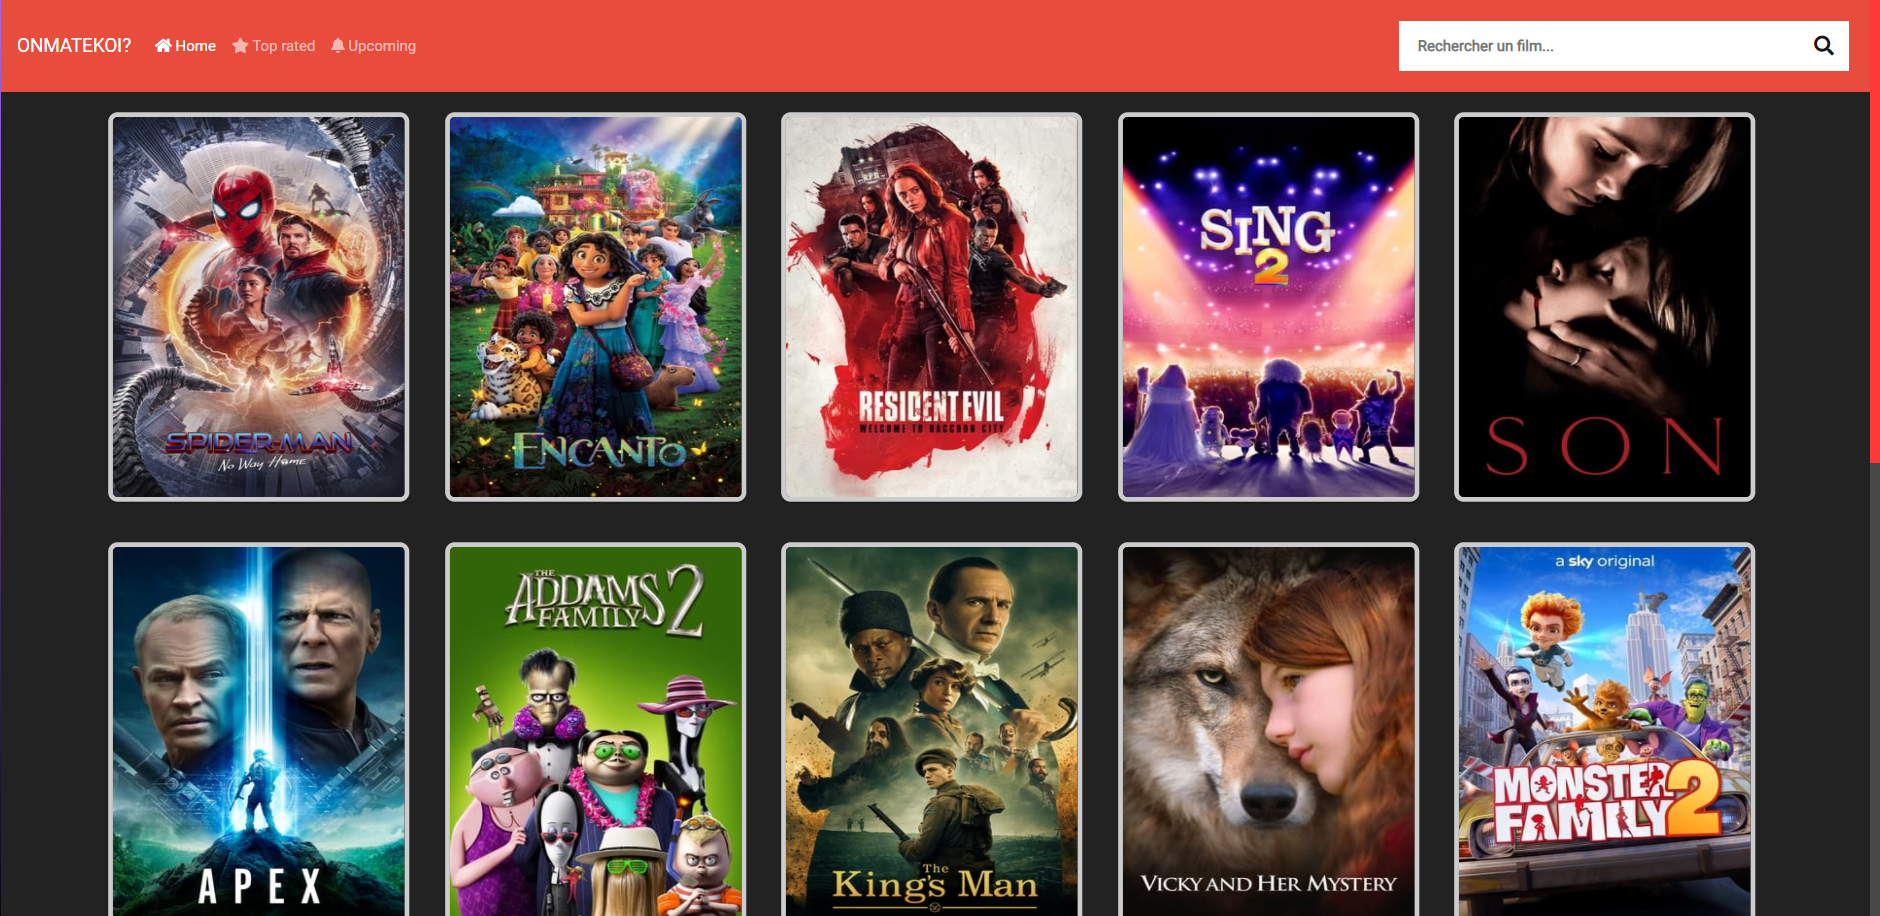 ONMATEKOI?
Home
Top rated
Upcoming
Rechercher un film...
SPIDER-MAN
No Way Home
ENCANTO
RESIDENT EVIL
WELCOME TO RACCOON CITY
SING
2
SON
APEX
THE
ADDAMS
FAMILY 2
The
King's Man
VICKY AND HER MYSTERY
a sky original
MONSTER
FAMILY 2